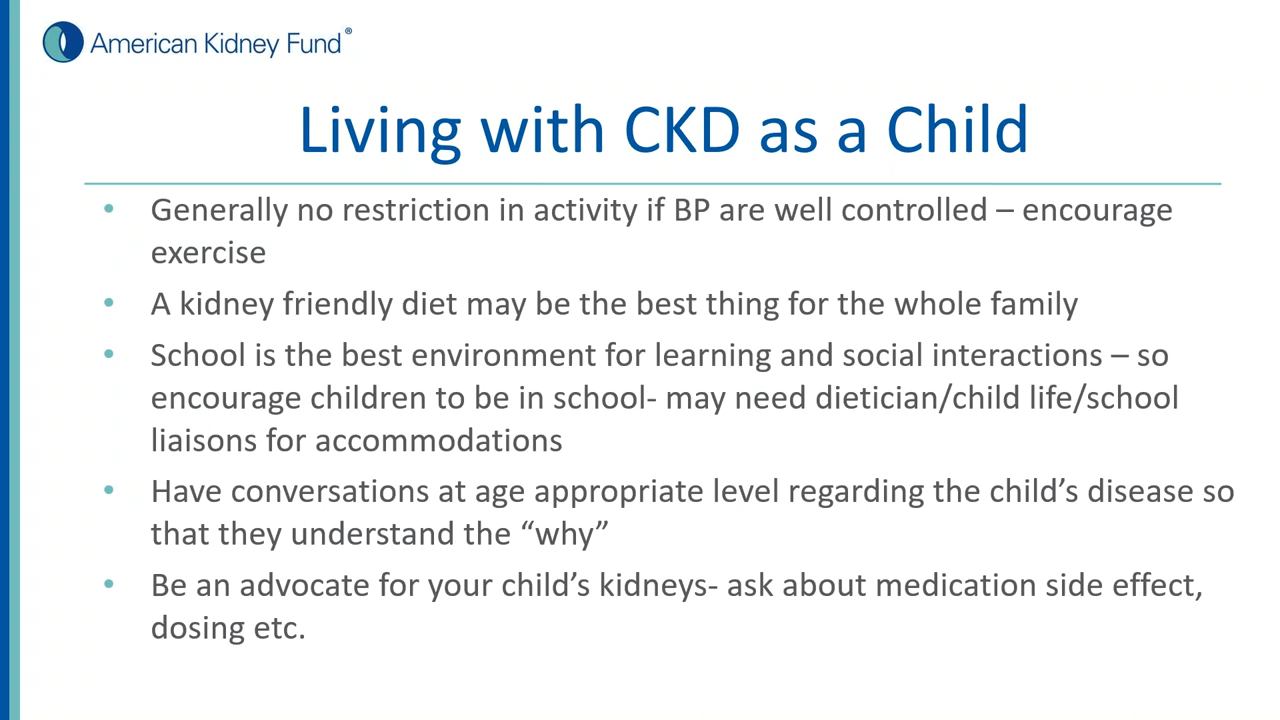 American Kidney Fund®
Living with CKD as a Child
• Generally no restriction in activity if BP are well controlled – encourage
exercise
• A kidney friendly diet may be the best thing for the whole family
• School is the best environment for learning and social interactions – so
encourage children to be in school- may need dietician/child life/school
liaisons for accommodations
• Have conversations at age appropriate level regarding the child’s disease so
that they understand the “why”
• Be an advocate for your child’s kidneys- ask about medication side effect,
dosing etc.